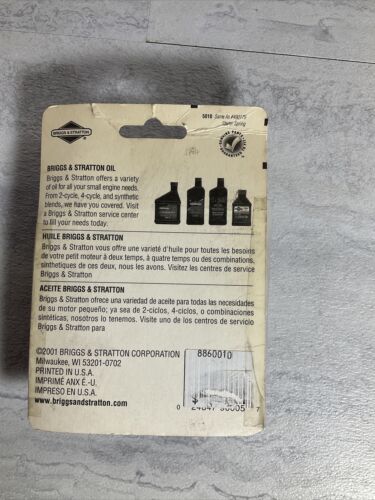 5010 Same As #490179
Starter Spring
BRIGGS & STRATTON
BRIGGS & STRATTON OIL
Briggs & Stratton offers a variety
of oil for all your small engine needs.
From 2-cycle, 4-cycle, and synthetic
blends, we have you covered. Visit
a Briggs & Stratton service center
to fill your needs today.
HUILE BRIGGS & STRATTON
Briggs & Stratton vous offre une variété d'huile pour toutes les besoins
de votre petit moteur à deux temps, à quatre temps ou des combinations,
sinthetiques de ces deux, nous les avons. Visitez les centres de service
Briggs & Stratton
ACEITE BRIGGS & STRATTON
Briggs & Stratton ofrece una variedad de aceite para todas las necesidades
de su motor pequeño; ya sea de 2-ciclos, 4-ciclos, o combinaciones
sintéticas, nosotros lo tenemos. Visite uno de los centros de servicio
Briggs & Stratton para
©2001 BRIGGS & STRATTON CORPORATION
Milwaukee, WI 53201-0702
PRINTED IN U.S.A.
IMPRIMÉ ANX É.-U.
IMPRESO EN U.S.A.
www.briggsandstratton.com
8860010
0
7